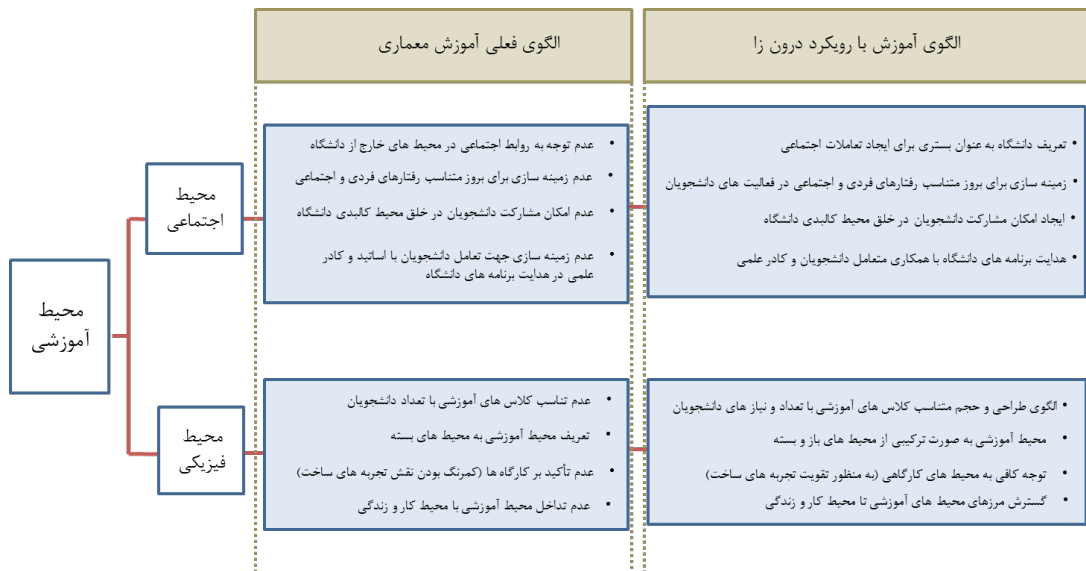 الگوی آموزش با رویکرد درون زا
الگوی فعلی آموزش معماری
محیط
آموزشی
محیط
اجتماعی
• عدم توجه به روابط اجتماعی در محیط های خارج از دانشگاه
• عدم زمینه سازی برای بروز متناسب رفتارهای فردی و اجتماعی
• عدم امکان مشارکت دانشجویان در خلق محیط کالبدی دانشگاه
• عدم زمینه سازی جهت تعامل دانشجویان با اساتید و کادر
علمی در هدایت برنامه های دانشگاه
• تعریف دانشگاه به عنوان بستری برای ایجاد تعاملات اجتماعی
• زمینه سازی برای بروز متناسب رفتارهای فردی و اجتماعی در فعالیت های دانشجویان
• ایجاد امکان مشارکت دانشجویان در خلق محیط کالبدی دانشگاه
• هدایت برنامه های دانشگاه با همکاری متعامل دانشجویان و کادر علمی
محیط
فیزیکی
• عدم تناسب کلاس های آموزشی با تعداد دانشجویان
• تعریف محیط آموزشی به محیط های بسته
• عدم تأکید بر کارگاه ها (کمرنگ بودن نقش تجربه های ساخت)
• عدم تداخل محیط آموزشی با محیط کار و زندگی
• الگوی طراحی و حجم متناسب کلاس های آموزشی با تعداد و نیاز های دانشجویان
• محیط آموزشی به صورت ترکیبی از محیط های باز و بسته
• توجه کافی به محیط های کارگاهی (به منظور تقویت تجربه های ساخت)
• گسترش مرزهای محیط های آموزشی تا محیط کار و زندگی